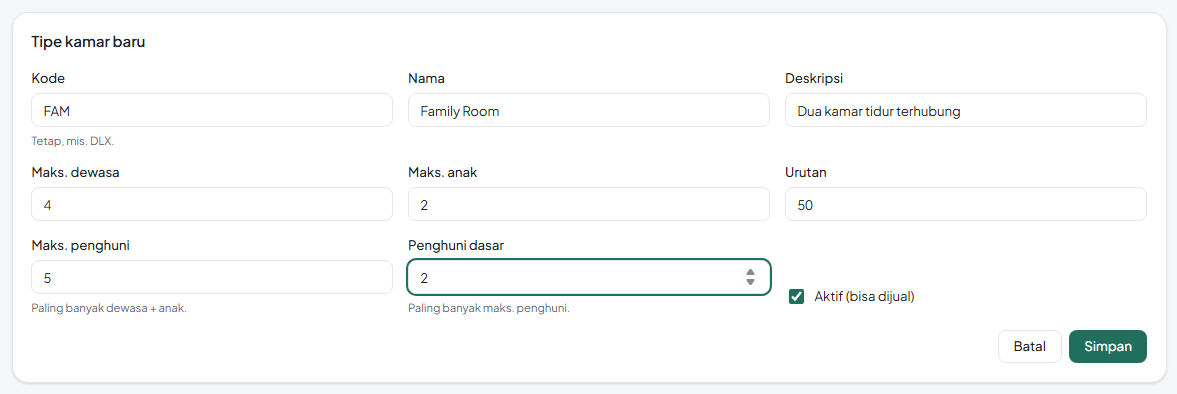 Tipe kamar baru
Kode
Nama
Deskripsi
FAM
Family Room
Dua kamar tidur terhubung
Tetap, mis. DLX.
Maks. dewasa
Maks. anak
Urutan
4
2
50
Maks. penghuni
Penghuni dasar
5
2
Aktif (bisa dijual)
Paling banyak dewasa + anak.
Paling banyak maks. penghuni.
Batal
Simpan